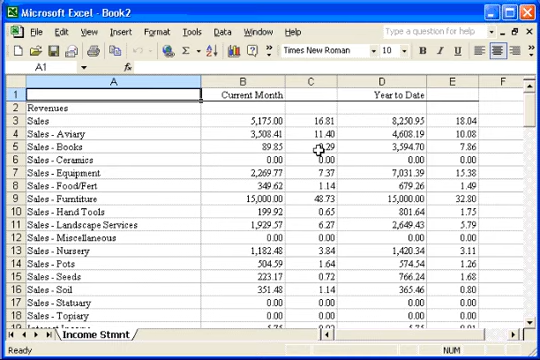 Microsoft Excel - Book2
File Edit View Insert Format Tools Data Window Help Type a question for help
Times New Roman 10 B I U
A1 fx
A B C D E F
1 Current Month Year to Date
2 Revenues
3 Sales 5,175.00 16.81 8,250.95 18.04
4 Sales - Aviary 3,508.41 11.40 4,608.19 10.08
5 Sales - Books 89.85 0.29 3,594.70 7.86
6 Sales - Ceramics 0.00 0.00 0.00 0.00
7 Sales - Equipment 2,269.77 7.37 7,031.39 15.38
8 Sales - Food/Fert 349.62 1.14 679.26 1.49
9 Sales - Furntiture 15,000.00 48.73 15,000.00 32.80
10 Sales - Hand Tools 199.92 0.65 801.64 1.75
11 Sales - Landscape Services 1,929.57 6.27 2,649.43 5.79
12 Sales - Miscellaneous 0.00 0.00 0.00 0.00
13 Sales - Nursery 1,182.48 3.84 1,420.34 3.11
14 Sales - Pots 504.59 1.64 574.54 1.26
15 Sales - Seeds 223.17 0.72 766.24 1.68
16 Sales - Soil 351.48 1.14 365.46 0.80
17 Sales - Statuary 0.00 0.00 0.00 0.00
18 Sales - Topiary 0.00 0.00 0.00 0.00
Income Stmnt
Ready NUM